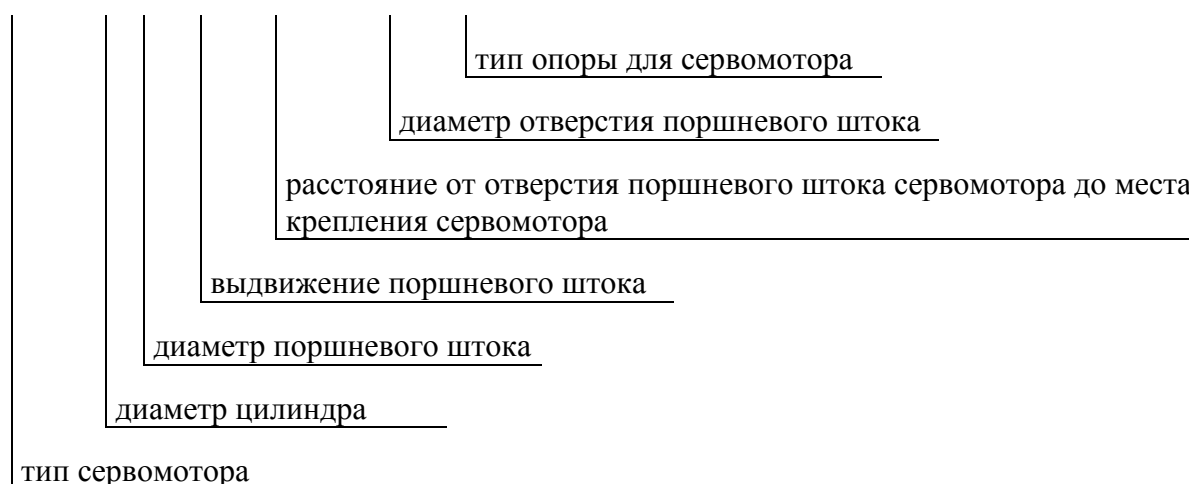 тип опоры для сервомотора
диаметр отверстия поршневого штока
расстояние от отверстия поршневого штока сервомотора до места
крепления сервомотора
выдвижение поршневого штока
диаметр поршневого штока
диаметр цилиндра
тип сервомотора